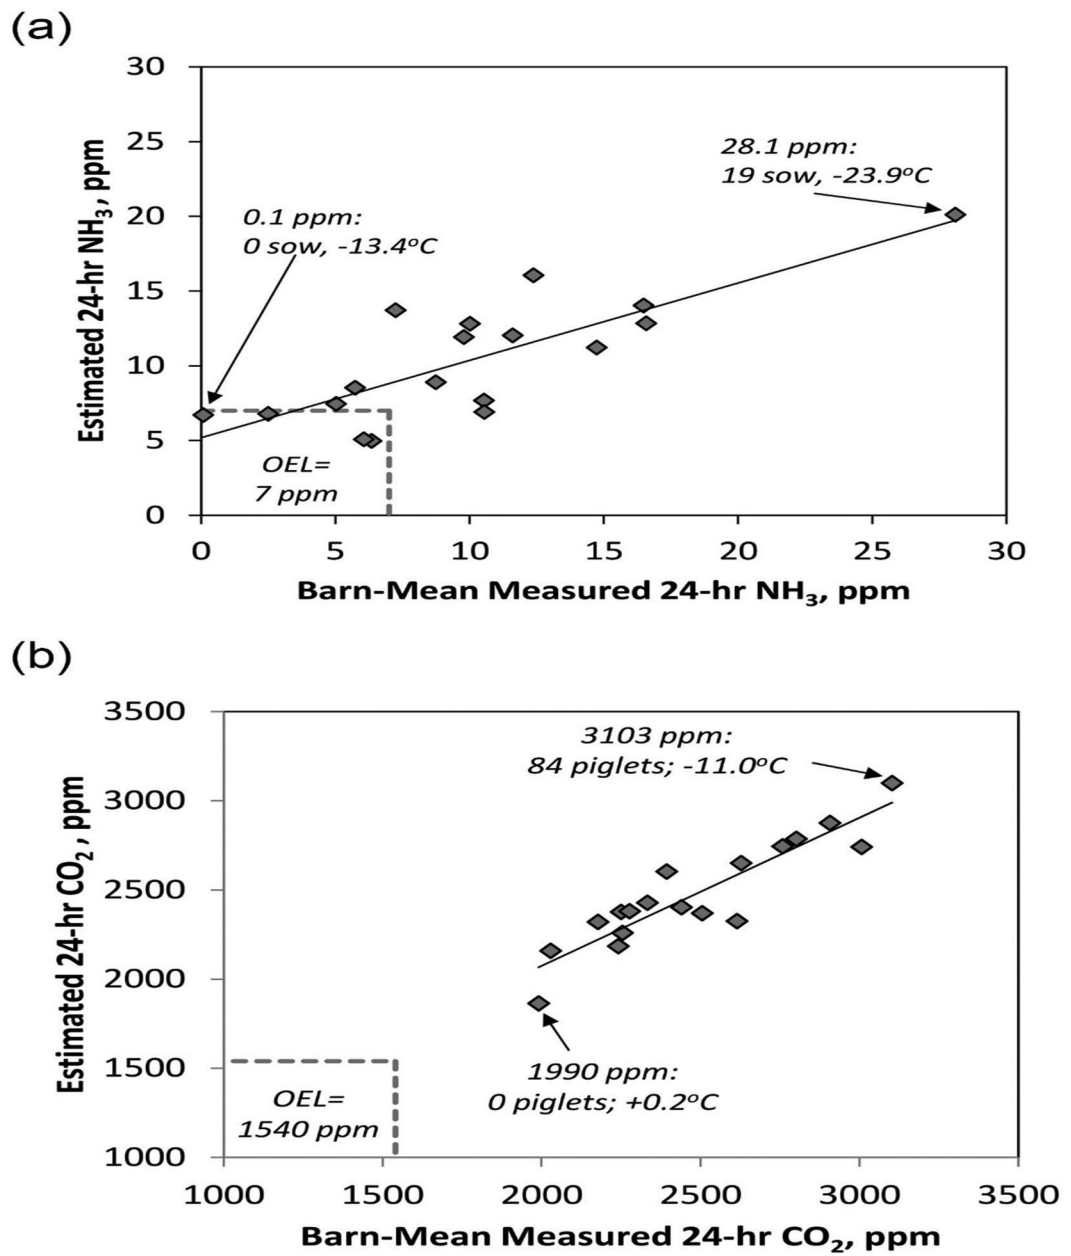 (a)
30
25
20
15
10
5
0
Estimated 24-hr NH₃, ppm
28.1 ppm:
19 sow, -23.9ºC
0.1 ppm:
0 sow, -13.4ºC
OEL=
7 ppm
0 5 10 15 20 25 30
Barn-Mean Measured 24-hr NH₃, ppm
(b)
3500
3000
2500
2000
1500
1000
Estimated 24-hr CO₂, ppm
3103 ppm:
84 piglets; -11.0ºC
1990 ppm:
0 piglets; +0.2ºC
OEL=
1540 ppm
1000 1500 2000 2500 3000 3500
Barn-Mean Measured 24-hr CO₂, ppm